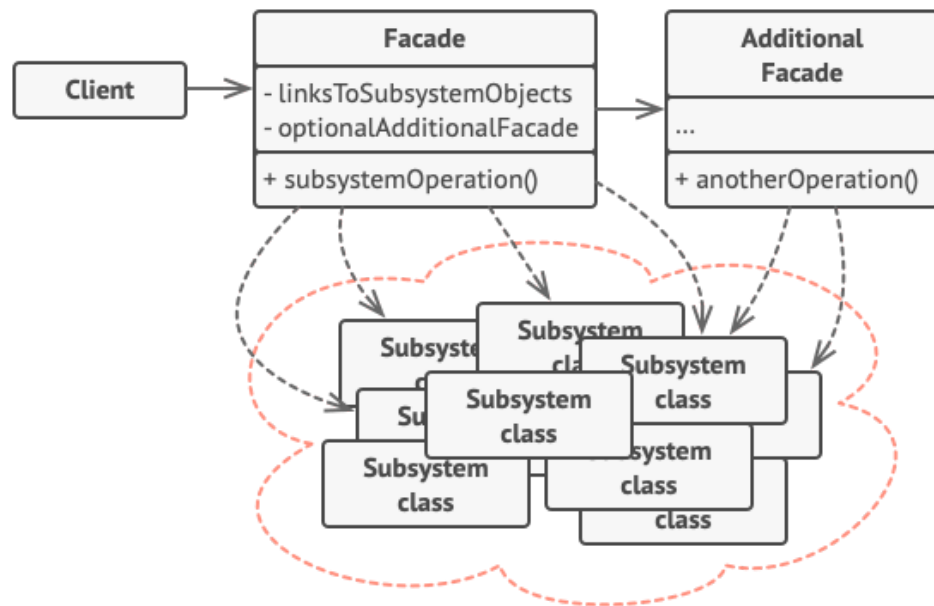 Client
Facade
- linksToSubsystemObjects
- optionalAdditionalFacade
+ subsystemOperation()
Additional
Facade
...
+ anotherOperation()
Subsystem
class
Subsystem
class
Subsystem
class
Subsystem
class
Subsystem
class
class